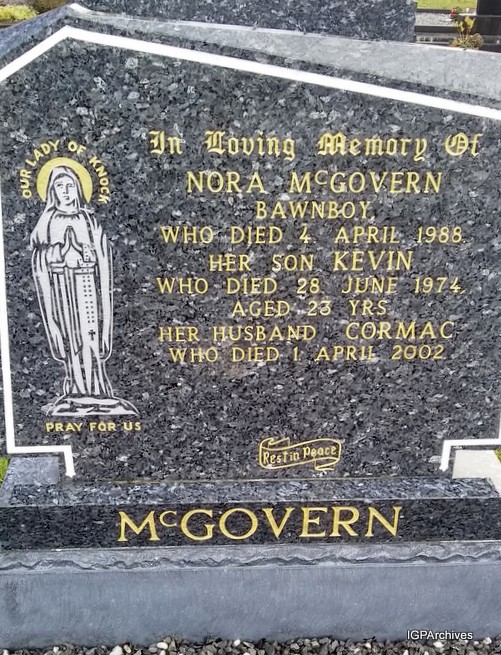 OUR LADY OF KNOCK
PRAY FOR US
In Loving Memory Of
NORA McGOVERN
BAWNBOY,
WHO DIED 4. APRIL 1988.
HER SON KEVIN
WHO DIED 28. JUNE 1974,
AGED 23 YRS
HER HUSBAND CORMAC
WHO DIED 1 APRIL 2002.
Rest in Peace
McGOVERN
IGPArchives